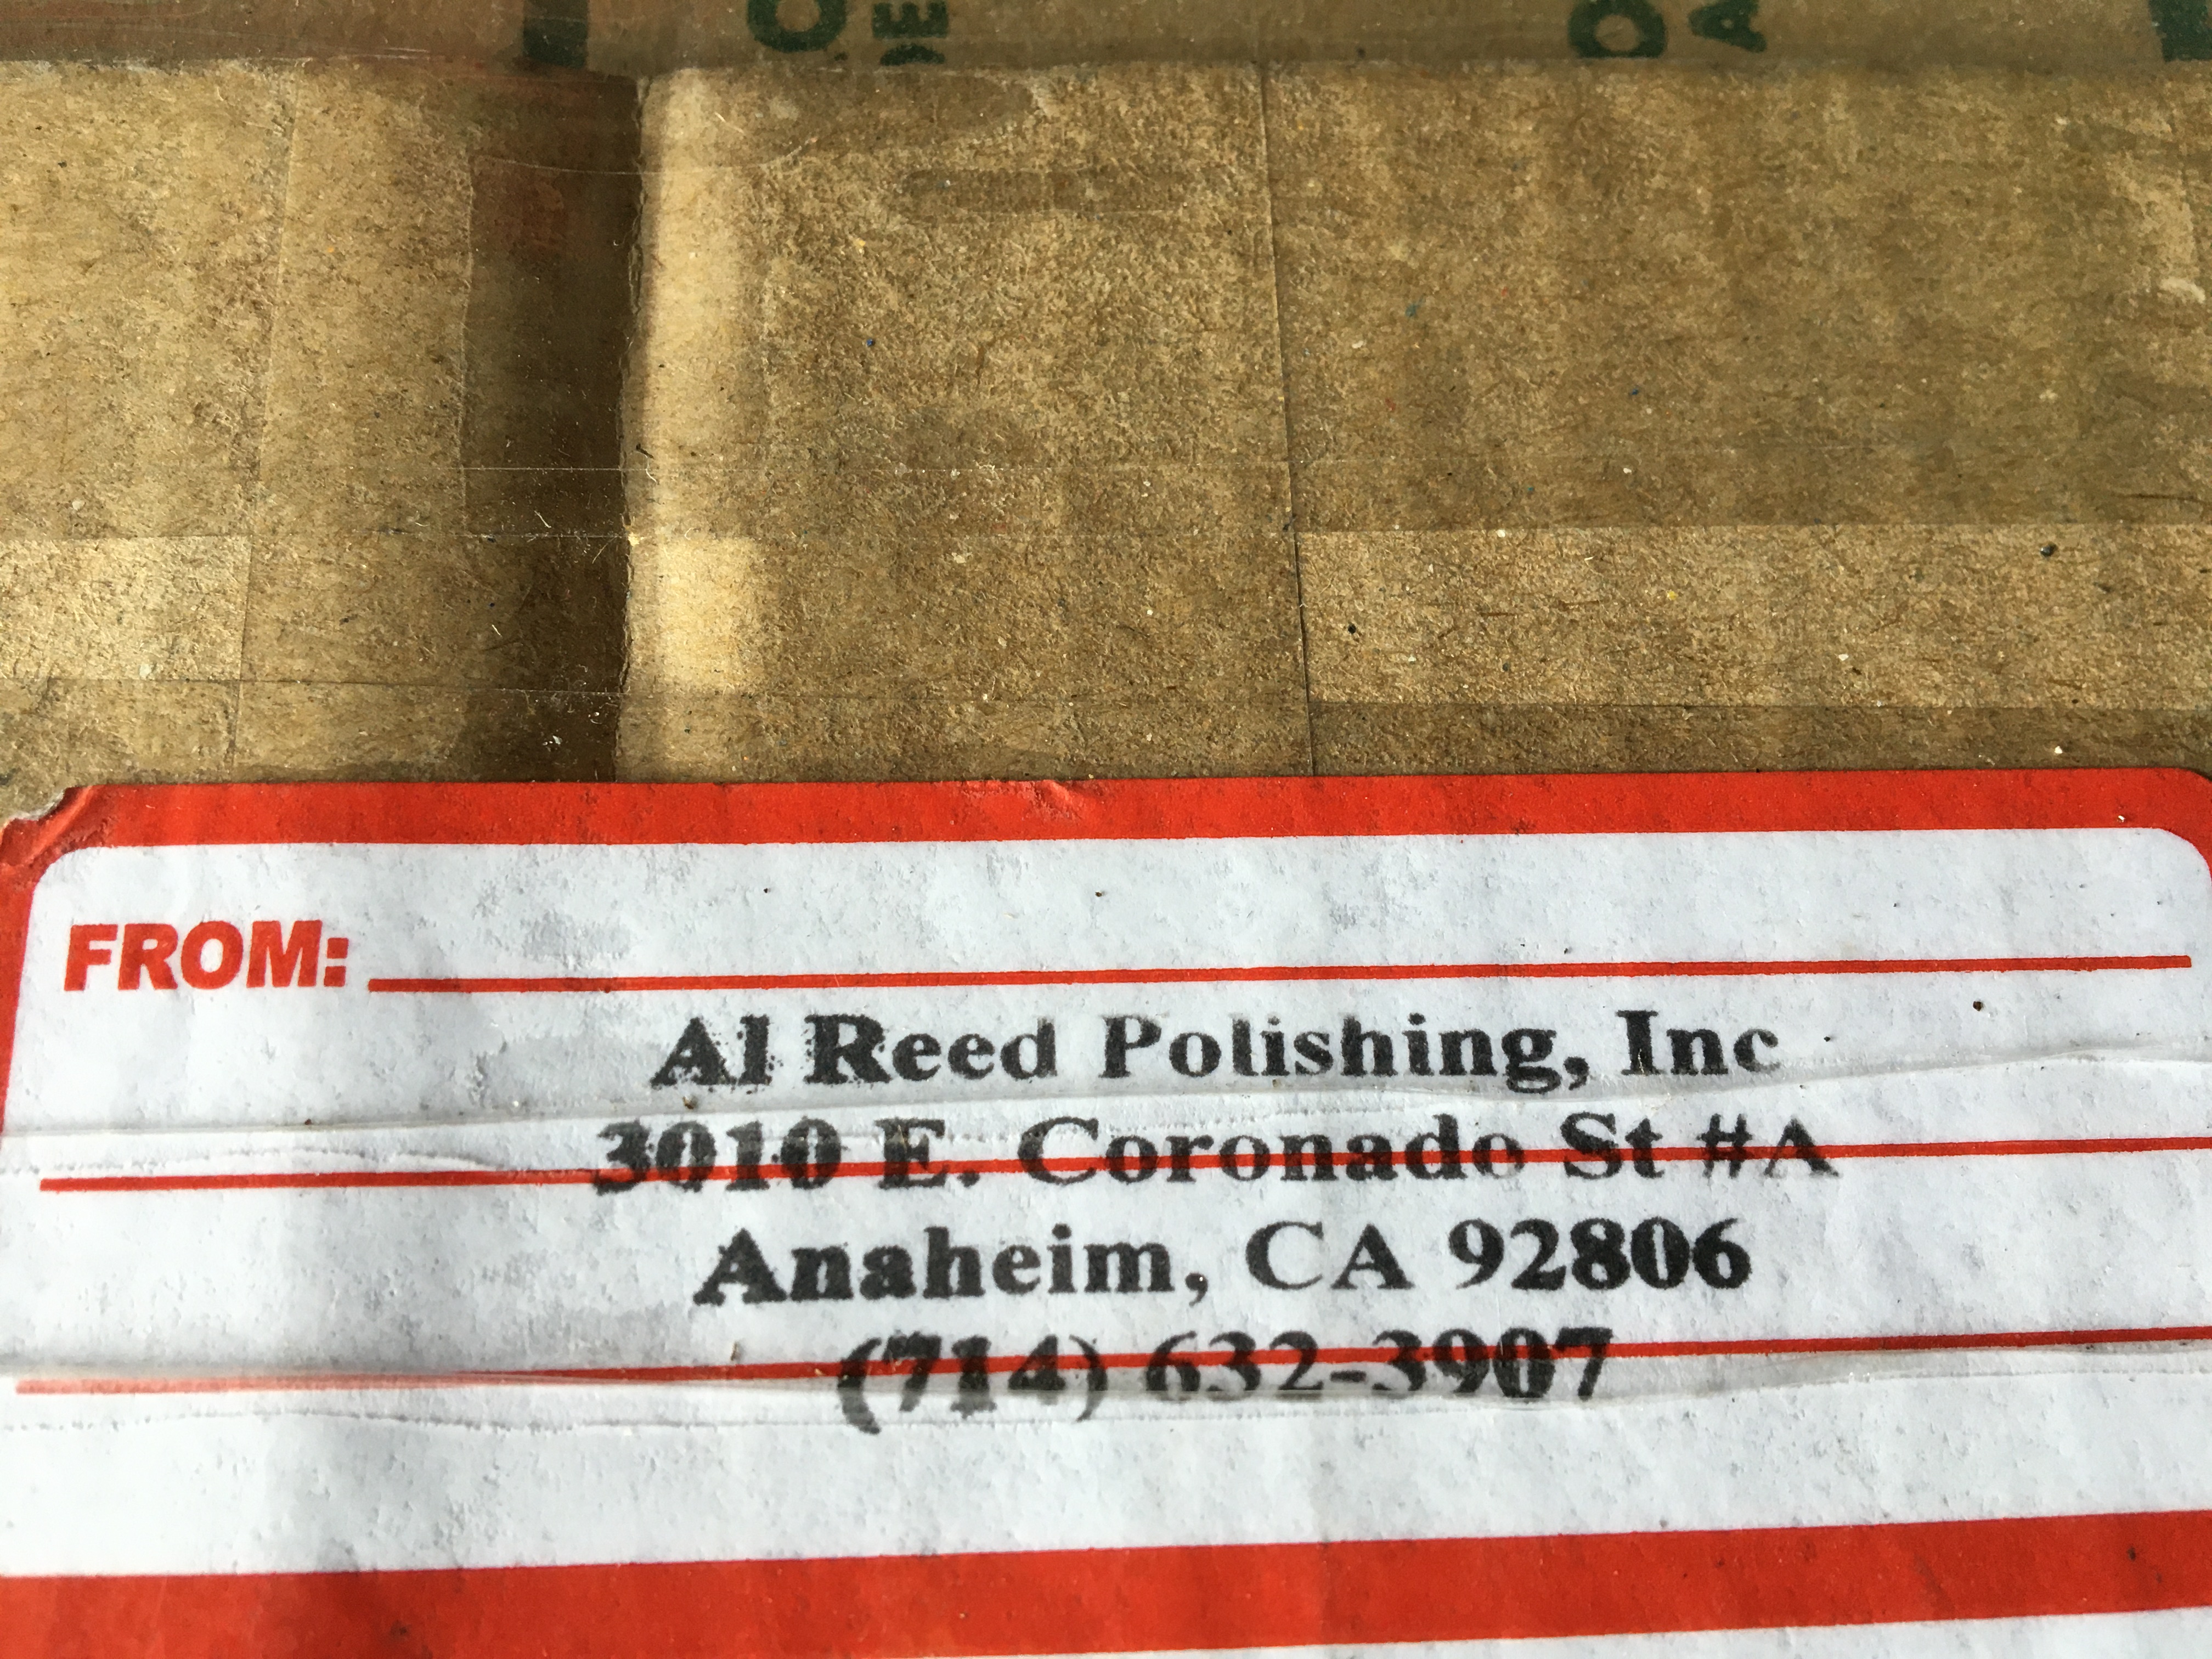 FROM:
Al Reed Polishing, Inc
3010 E. Coronado St #A
Anaheim, CA 92806
(714) 632-3907